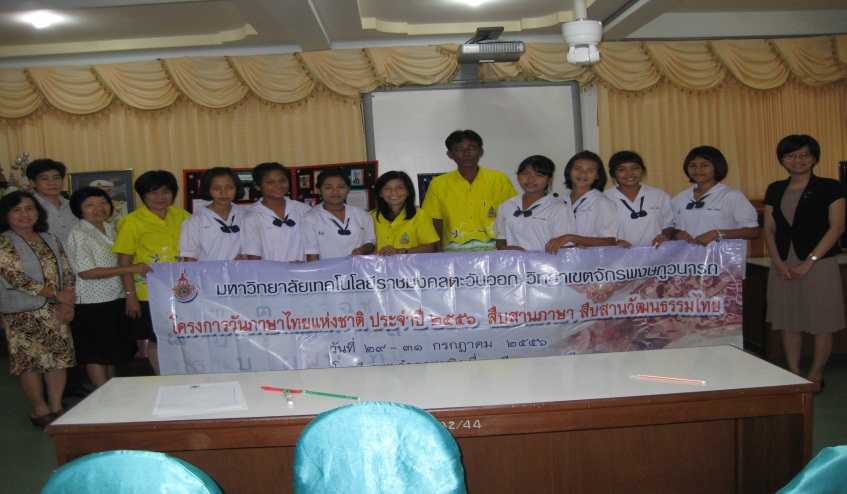 มหาวิทยาลัยเทคโนโลยีราชมงคลตะวันออก วิทยาเขตจักรพงษภูวนารถ
โครงการวันภาษาไทยแห่งชาติ ประจำปี ๒๕๕๖ สืบสานภาษา สืบสานวัฒนธรรมไทย
วันที่ ๒๙ - ๓๑ กรกฎาคม ๒๕๕๖
2/44